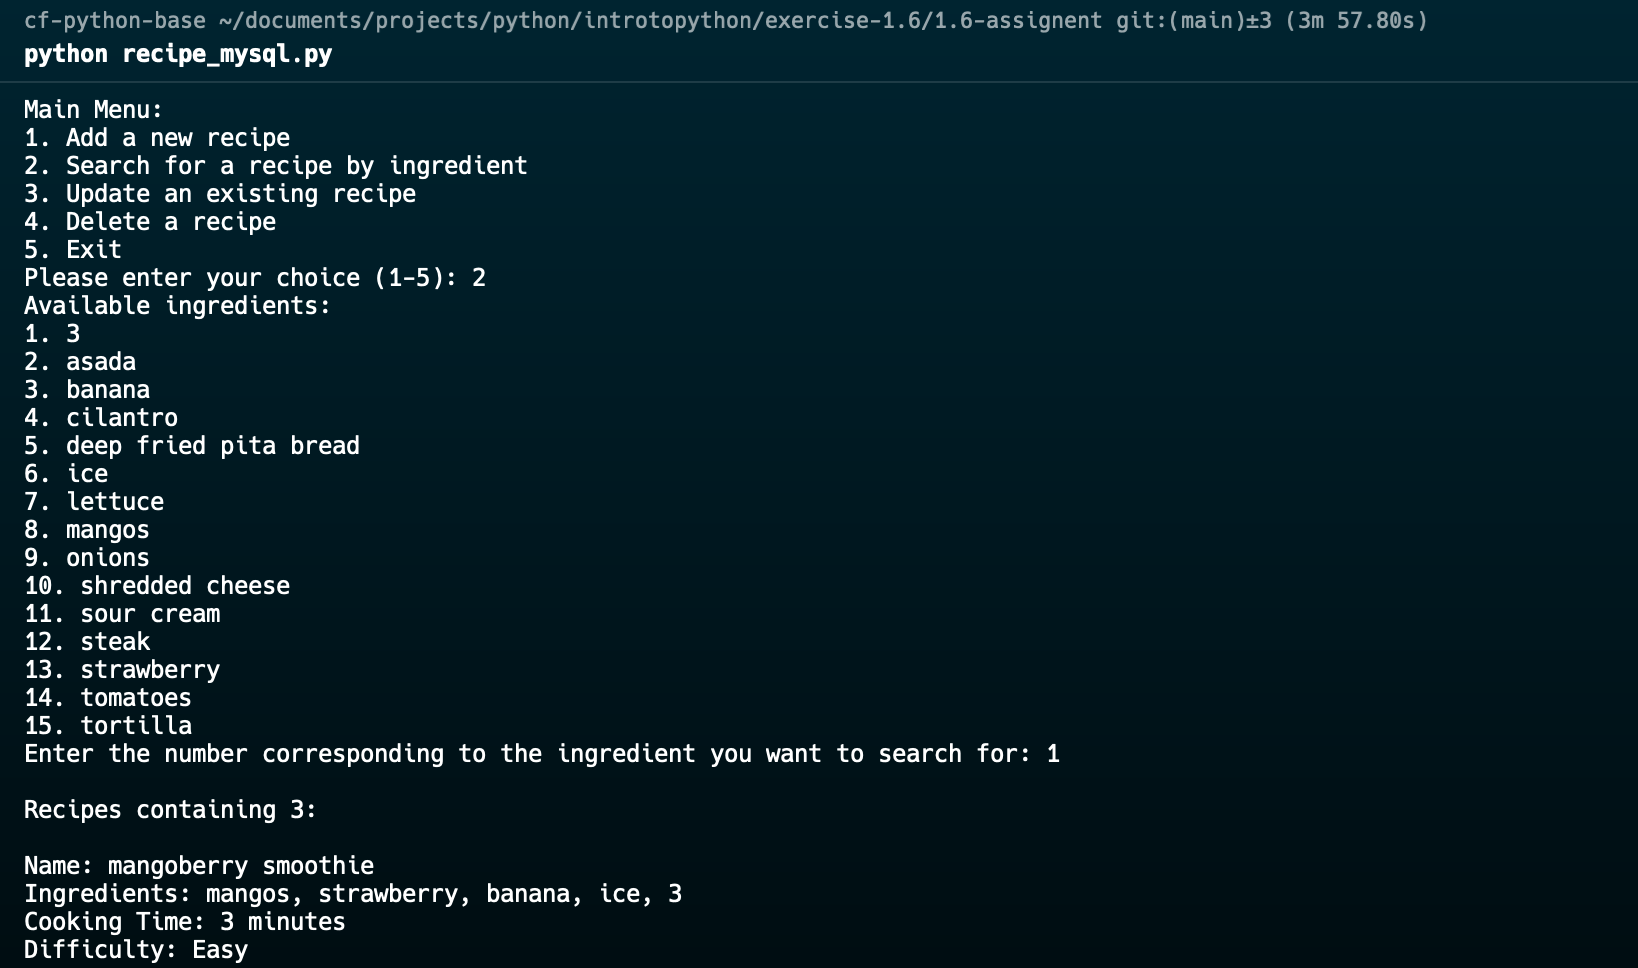 cf-python-base ~/documents/projects/python/introtopython/exercise-1.6/1.6-assignent git:(main)±3 (3m 57.80s)
python recipe_mysql.py
Main Menu:
1. Add a new recipe
2. Search for a recipe by ingredient
3. Update an existing recipe
4. Delete a recipe
5. Exit
Please enter your choice (1-5): 2
Available ingredients:
1. 3
2. asada
3. banana
4. cilantro
5. deep fried pita bread
6. ice
7. lettuce
8. mangos
9. onions
10. shredded cheese
11. sour cream
12. steak
13. strawberry
14. tomatoes
15. tortilla
Enter the number corresponding to the ingredient you want to search for: 1
Recipes containing 3:
Name: mangoberry smoothie
Ingredients: mangos, strawberry, banana, ice, 3
Cooking Time: 3 minutes
Difficulty: Easy